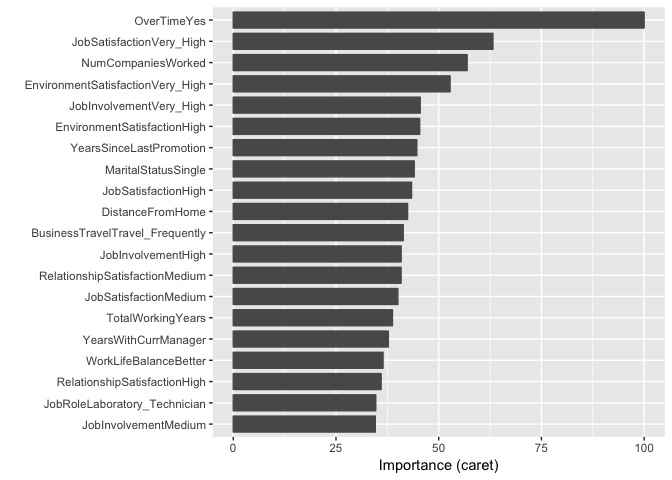 OverTimeYes
JobSatisfactionVery_High
NumCompaniesWorked
EnvironmentSatisfactionVery_High
JobInvolvementVery_High
EnvironmentSatisfactionHigh
YearsSinceLastPromotion
MaritalStatusSingle
JobSatisfactionHigh
DistanceFromHome
BusinessTravelTravel_Frequently
JobInvolvementHigh
RelationshipSatisfactionMedium
JobSatisfactionMedium
TotalWorkingYears
YearsWithCurrManager
WorkLifeBalanceBetter
RelationshipSatisfactionHigh
JobRoleLaboratory_Technician
JobInvolvementMedium
0 25 50 75 100
Importance (caret)